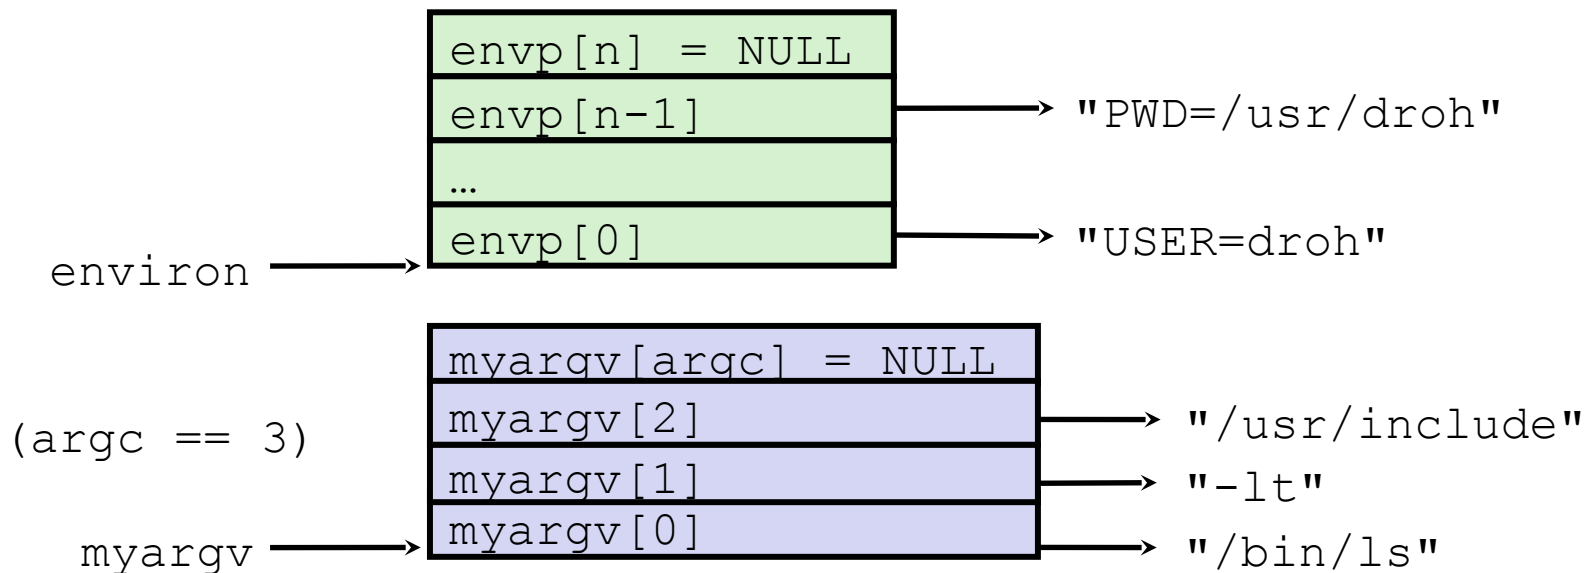 envp[n] = NULL
envp[n-1] "PWD=/usr/droh"
…
envp[0] "USER=droh"
environ
myargv[argc] = NULL
(argc == 3) myargv[2] "/usr/include"
myargv[1] "-lt"
myargv[0] "/bin/ls"
myargv